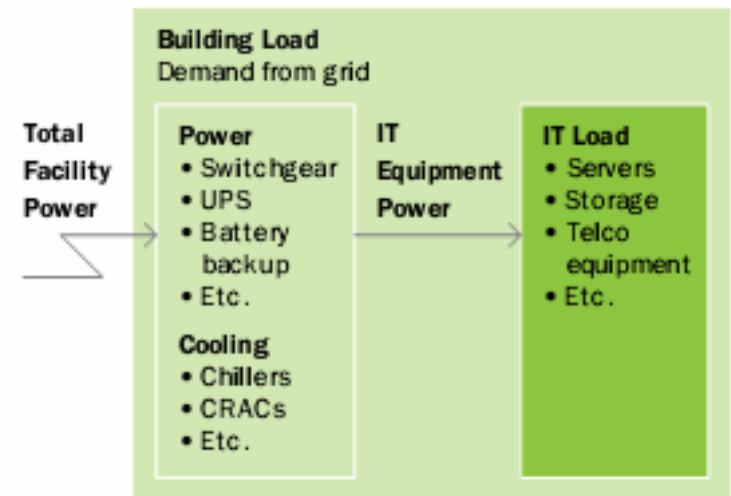 Building Load
Demand from grid
Total
Facility
Power
Power
• Switchgear
• UPS
• Battery
backup
• Etc.
Cooling
• Chillers
• CRACs
• Etc.
IT
Equipment
Power
IT Load
• Servers
• Storage
• Telco
equipment
• Etc.